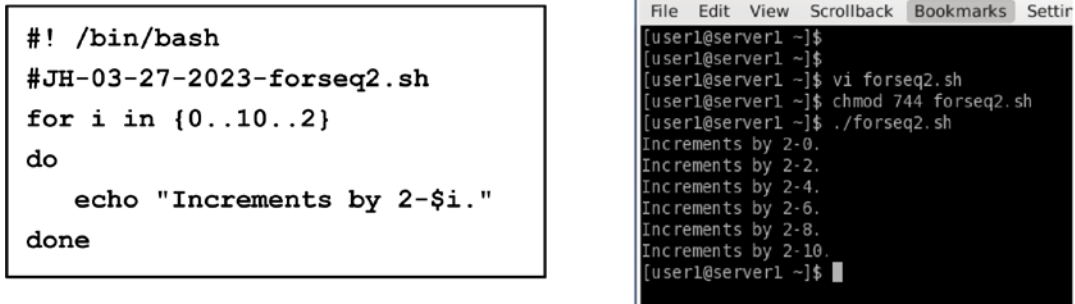 #! /bin/bash
#JH-03-27-2023-forseq2.sh
for i in {0..10..2}
do
   echo "Increments by 2-$i."
done
File Edit View Scrollback Bookmarks
[user1@server1 ~]$
[user1@server1 ~]$
[user1@server1 ~]$ vi forseq2.sh
[user1@server1 ~]$ chmod 744 forseq2.sh
[user1@server1 ~]$ ./forseq2.sh
Increments by 2-0.
Increments by 2-2.
Increments by 2-4.
Increments by 2-6.
Increments by 2-8.
Increments by 2-10.
[user1@server1 ~]$